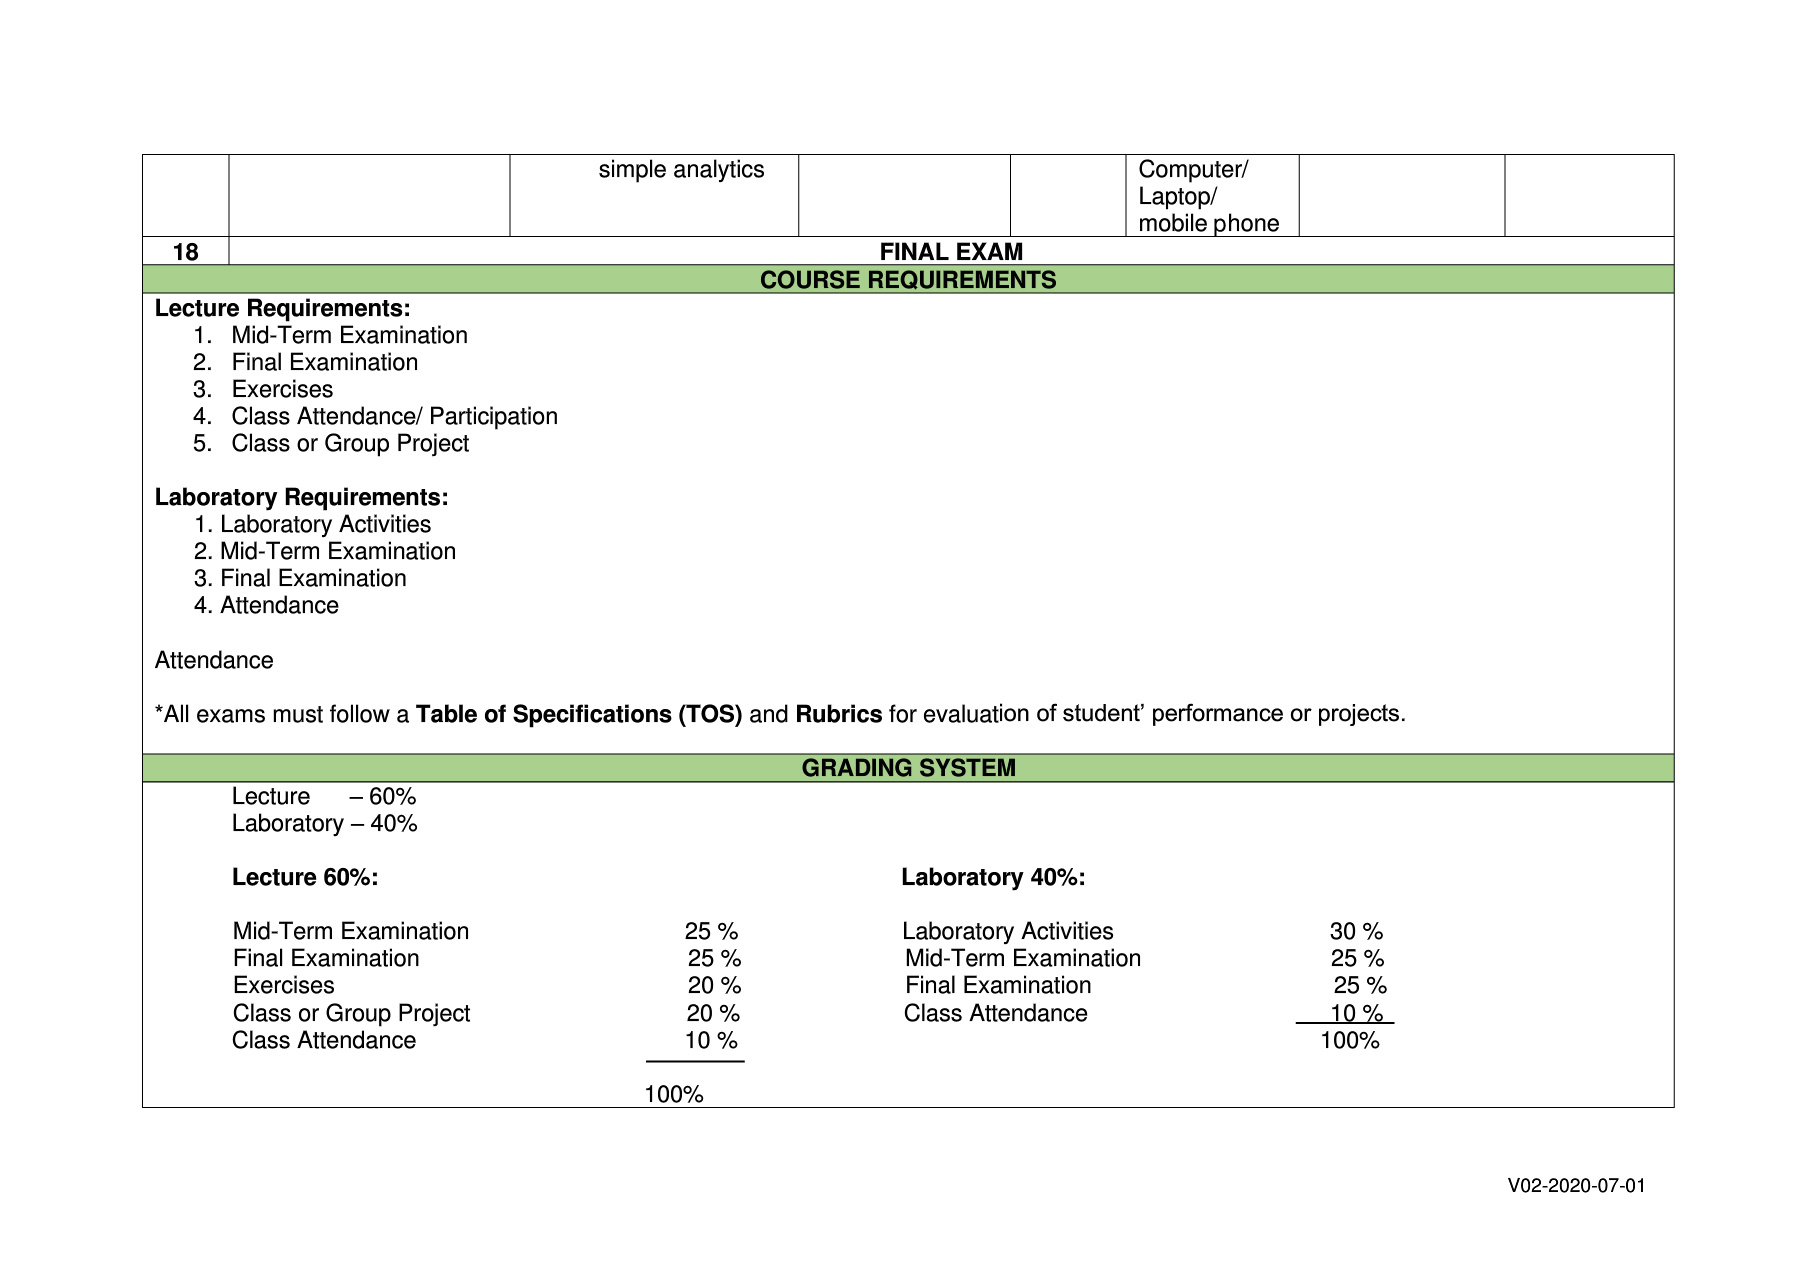 simple analytics
Computer/
Laptop/
mobile phone
18 FINAL EXAM
COURSE REQUIREMENTS
Lecture Requirements:
1. Mid-Term Examination
2. Final Examination
3. Exercises
4. Class Attendance/ Participation
5. Class or Group Project
Laboratory Requirements:
1. Laboratory Activities
2. Mid-Term Examination
3. Final Examination
4. Attendance
Attendance
*All exams must follow a Table of Specifications (TOS) and Rubrics for evaluation of student’ performance or projects.
GRADING SYSTEM
Lecture – 60%
Laboratory – 40%
Lecture 60%: Laboratory 40%:
Mid-Term Examination 25 % Laboratory Activities 30 %
Final Examination 25 % Mid-Term Examination 25 %
Exercises 20 % Final Examination 25 %
Class or Group Project 20 % Class Attendance 10 %
Class Attendance 10 % 100%
100%
V02-2020-07-01